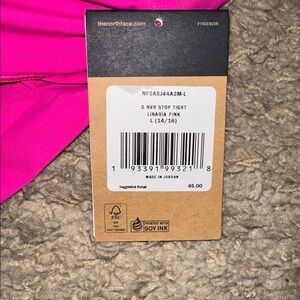 thenorthface.com
NF0A5J44A3M-L
G NVR STOP TIGHT
LINARIA PINK
L (14/16)
1 93391 99321 8
MADE IN JORDAN
Suggested Retail 45.00
FSC
PRINTED WITH
SOY INK